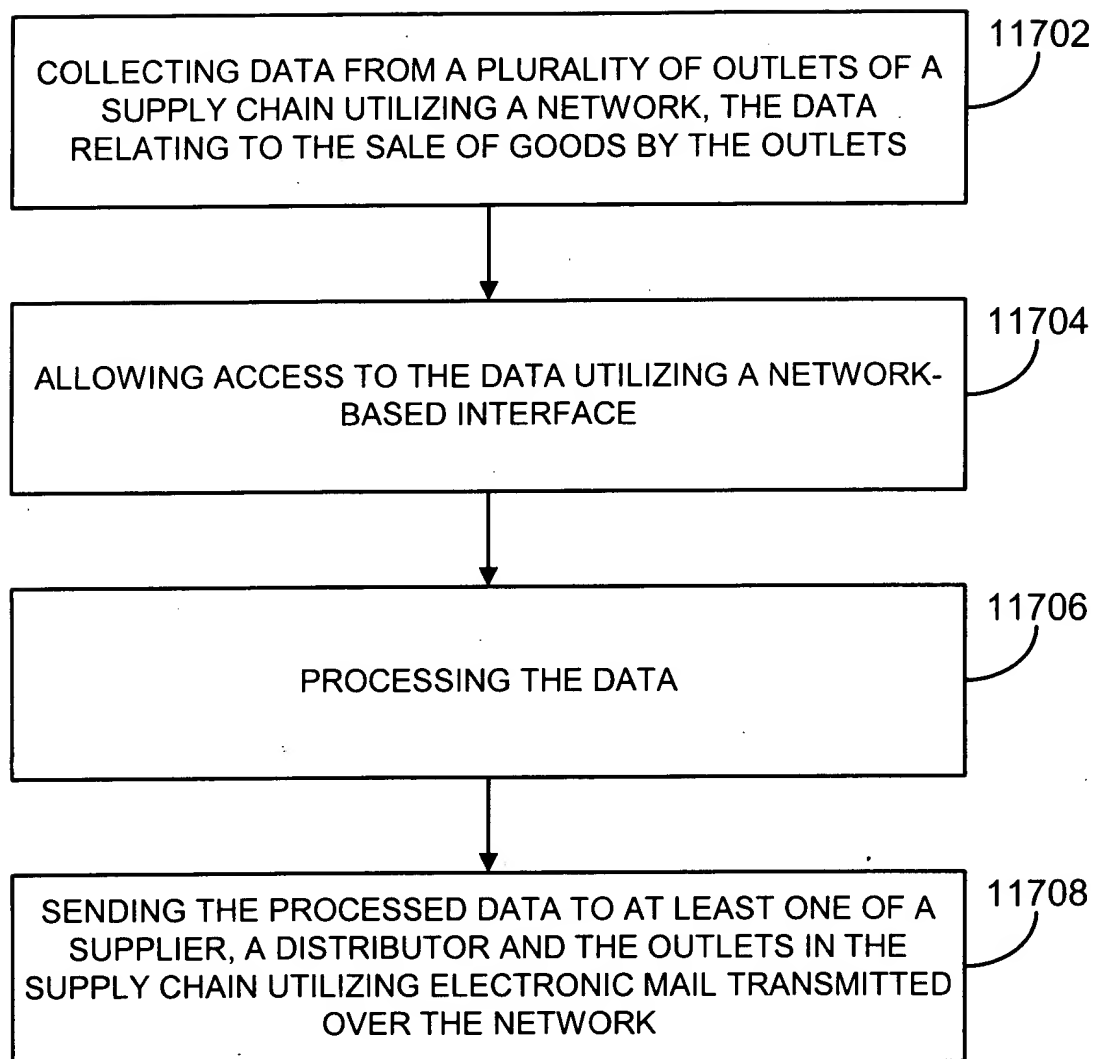 11702
COLLECTING DATA FROM A PLURALITY OF OUTLETS OF A
SUPPLY CHAIN UTILIZING A NETWORK, THE DATA
RELATING TO THE SALE OF GOODS BY THE OUTLETS
11704
ALLOWING ACCESS TO THE DATA UTILIZING A NETWORK-
BASED INTERFACE
11706
PROCESSING THE DATA
11708
SENDING THE PROCESSED DATA TO AT LEAST ONE OF A
SUPPLIER, A DISTRIBUTOR AND THE OUTLETS IN THE
SUPPLY CHAIN UTILIZING ELECTRONIC MAIL TRANSMITTED
OVER THE NETWORK